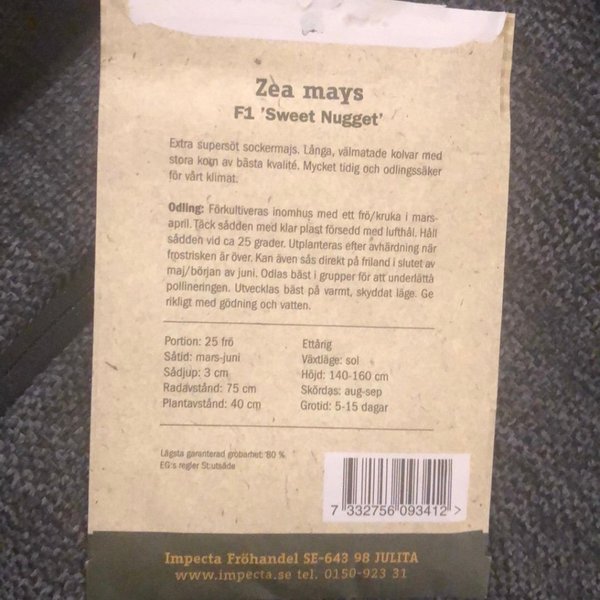 Zea mays
F1 'Sweet Nugget'
Extra supersöt sockermajs. Långa, välmatade kolvar med
stora korn av bästa kvalité. Mycket tidig och odlingssäker
för vårt klimat.
Odling: Förkultiveras inomhus med ett frö/kruka i mars-
april. Täck sådden med klar plast försedd med lufthål. Håll
sådden vid ca 25 grader. Utplanteras efter avhärdning när
frostrisken är över. Kan även sås direkt på friland i slutet av
maj/början av juni. Odlas bäst i grupper för att underlätta
pollineringen. Utvecklas bäst på varmt, skyddat läge. Ge
rikligt med gödning och vatten.
Portion: 25 frö
Såtid: mars-juni
Sådjup: 3 cm
Radavstånd: 75 cm
Plantavstånd: 40 cm
Ettårig
Växtläge: sol
Höjd: 140-160 cm
Skördas: aug-sep
Grotid: 5-15 dagar
Lägsta garanterad grobarhet: 80 %
EG:s regler St:utsäde
7 332756 093412 >
Impecta Fröhandel SE-643 98 JULITA
www.impecta.se tel. 0150-923 31